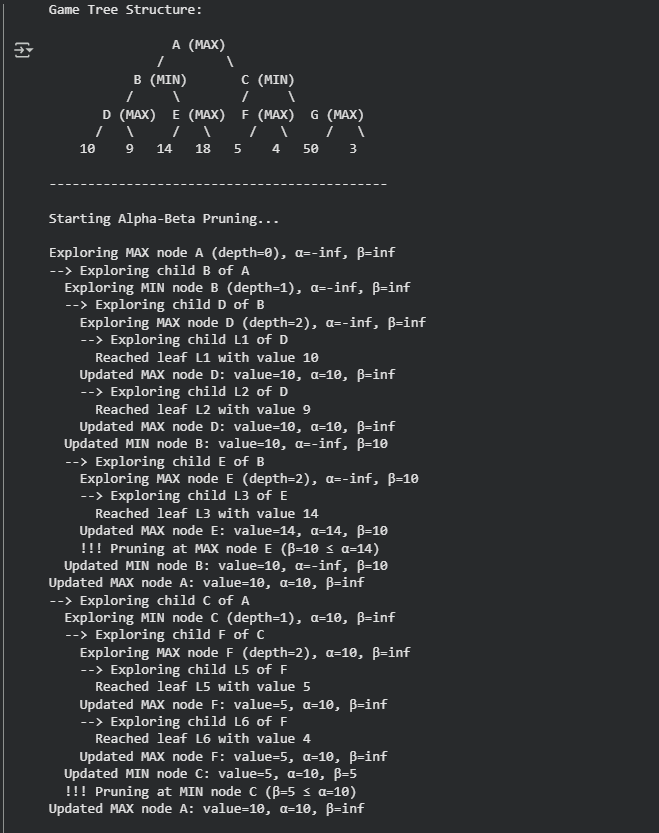 Game Tree Structure:
A (MAX)
/ \
B (MIN) C (MIN)
/ \ / \
D (MAX) E (MAX) F (MAX) G (MAX)
/ \ / \ / \ / \
10 9 14 18 5 4 50 3
--------------------------------------------
Starting Alpha-Beta Pruning...
Exploring MAX node A (depth=0), α=-inf, β=inf
--> Exploring child B of A
Exploring MIN node B (depth=1), α=-inf, β=inf
--> Exploring child D of B
Exploring MAX node D (depth=2), α=-inf, β=inf
--> Exploring child L1 of D
Reached leaf L1 with value 10
Updated MAX node D: value=10, α=10, β=inf
--> Exploring child L2 of D
Reached leaf L2 with value 9
Updated MAX node D: value=10, α=10, β=inf
Updated MIN node B: value=10, α=-inf, β=10
--> Exploring child E of B
Exploring MAX node E (depth=2), α=-inf, β=10
--> Exploring child L3 of E
Reached leaf L3 with value 14
Updated MAX node E: value=14, α=14, β=10
!!! Pruning at MAX node E (β=10 ≤ α=14)
Updated MIN node B: value=10, α=-inf, β=10
Updated MAX node A: value=10, α=10, β=inf
--> Exploring child C of A
Exploring MIN node C (depth=1), α=10, β=inf
--> Exploring child F of C
Exploring MAX node F (depth=2), α=10, β=inf
--> Exploring child L5 of F
Reached leaf L5 with value 5
Updated MAX node F: value=5, α=10, β=inf
--> Exploring child L6 of F
Reached leaf L6 with value 4
Updated MAX node F: value=5, α=10, β=inf
Updated MIN node C: value=5, α=10, β=5
!!! Pruning at MIN node C (β=5 ≤ α=10)
Updated MAX node A: value=10, α=10, β=inf